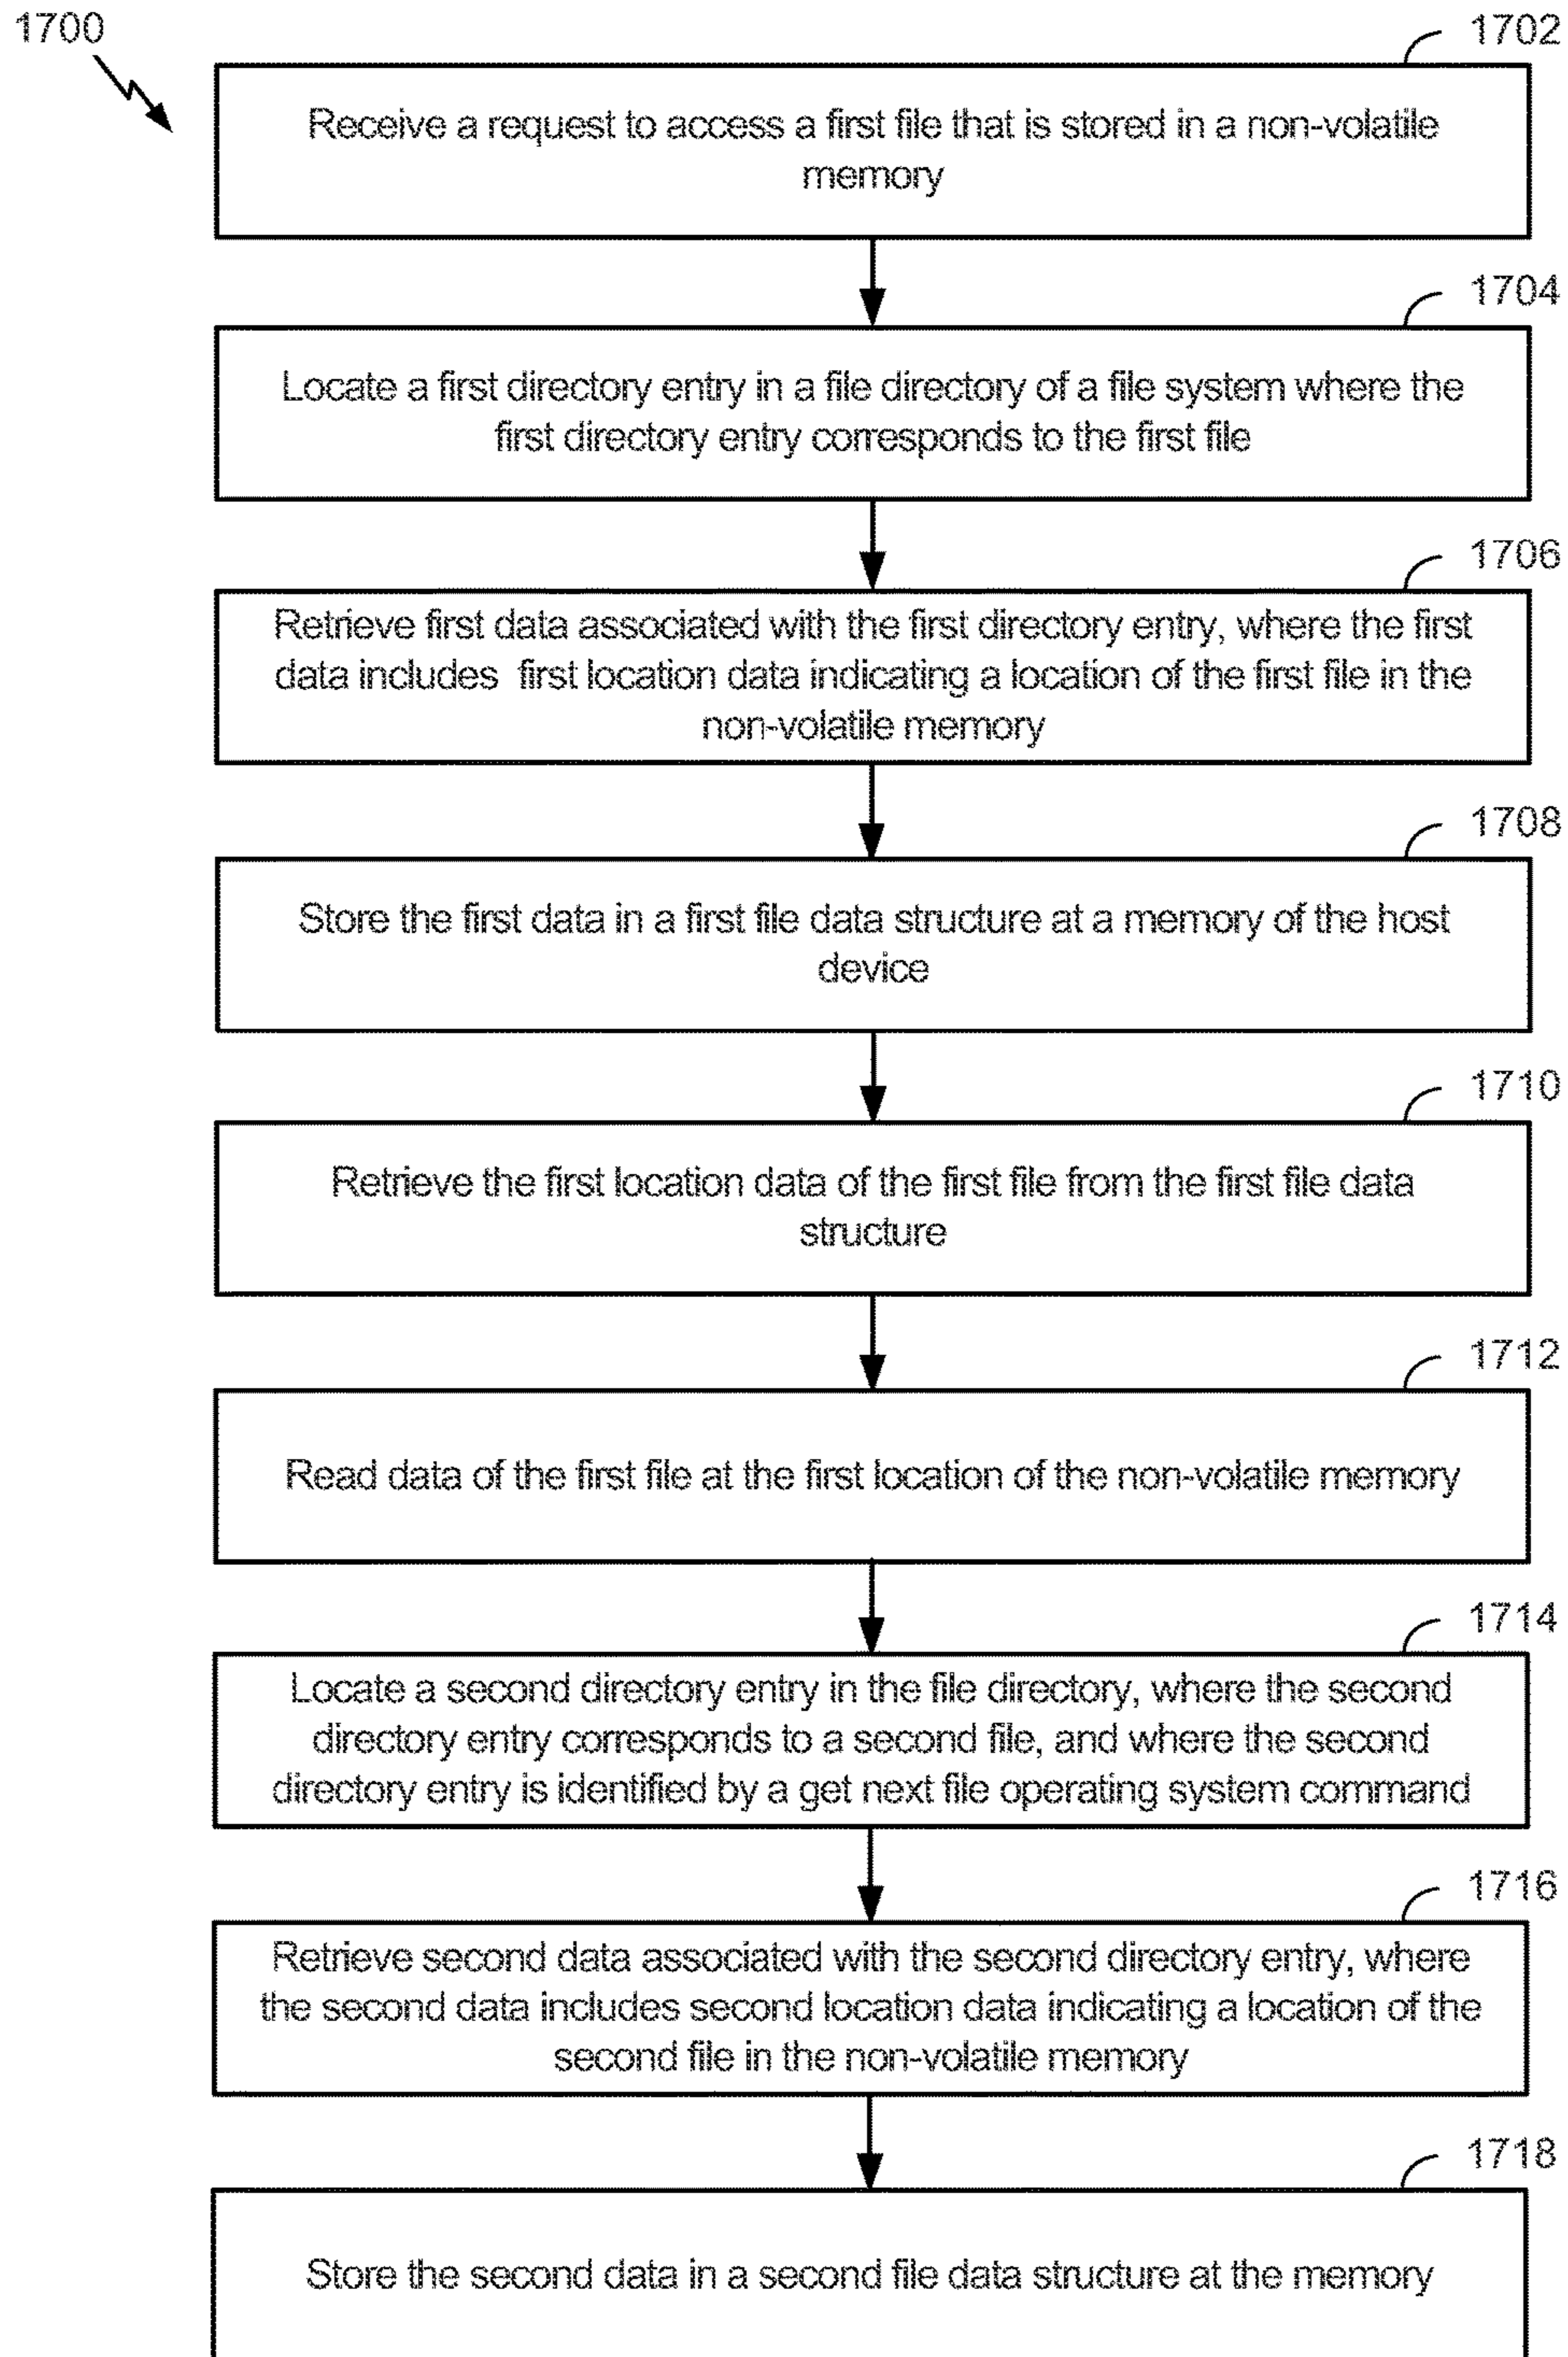 1700
1702
Receive a request to access a first file that is stored in a non-volatile
memory
1704
Locate a first directory entry in a file directory of a file system where the
first directory entry corresponds to the first file
1706
Retrieve first data associated with the first directory entry, where the first
data includes first location data indicating a location of the first file in the
non-volatile memory
1708
Store the first data in a first file data structure at a memory of the host
device
1710
Retrieve the first location data of the first file from the first file data
structure
1712
Read data of the first file at the first location of the non-volatile memory
1714
Locate a second directory entry in the file directory, where the second
directory entry corresponds to a second file, and where the second
directory entry is identified by a get next file operating system command
1716
Retrieve second data associated with the second directory entry, where
the second data includes second location data indicating a location of the
second file in the non-volatile memory
1718
Store the second data in a second file data structure at the memory